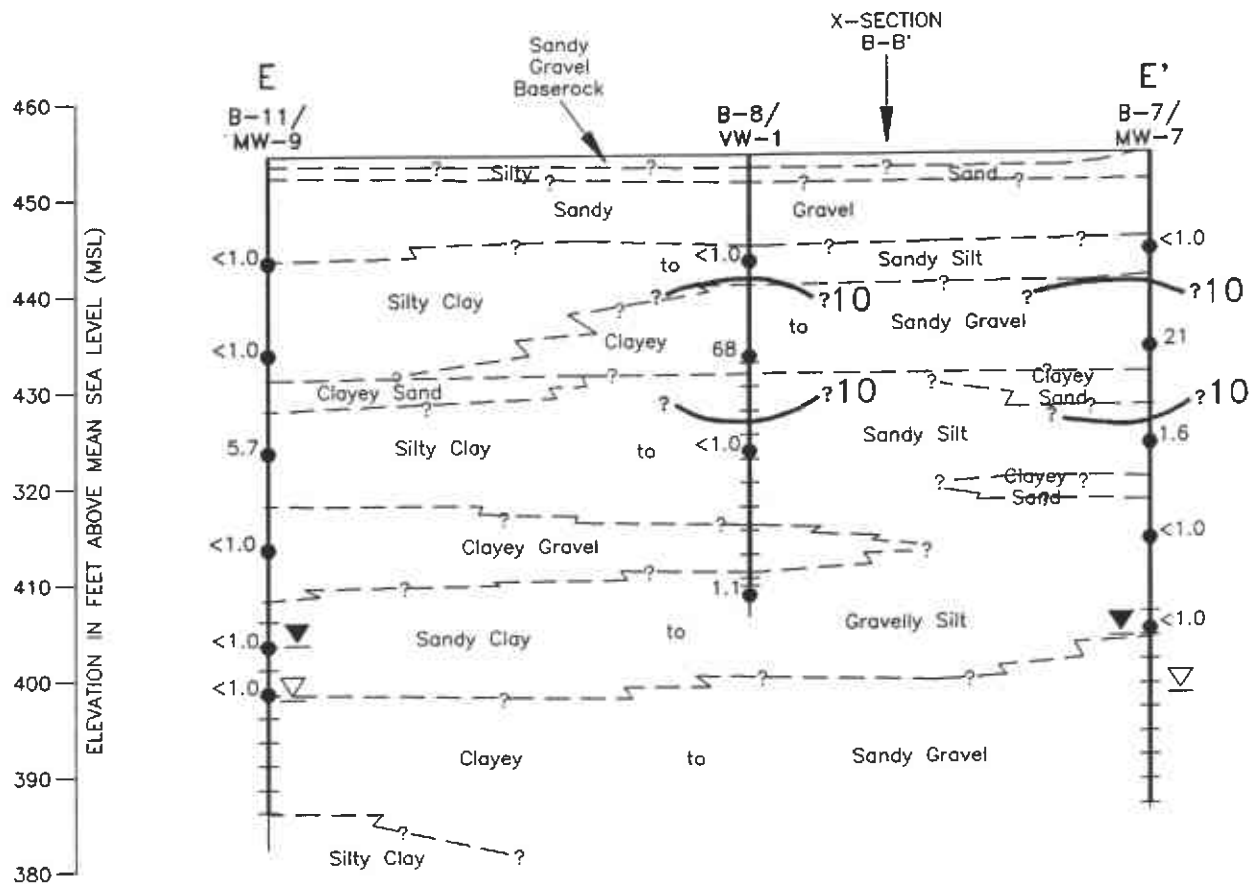 X-SECTION
B-B'
Sandy
Gravel
Baserock
E
E'
460
B-11/
MW-9
B-8/
VW-1
B-7/
MW-7
? Silty ? ? Sand
? ? ?
450
Sandy Gravel
<1.0 ? <1.0 ? ? <1.0
to Sandy Silt
440
Silty Clay ? ? ?10 ? ? ?10
to Sandy Gravel
<1.0 Clayey 68 21
? ? ? ? Clayey
430
Clayey Sand ? ? ?10 Sand ? ? ?10
Silty Clay to Sandy Silt
5.7 <1.0 1.6
320
? Clayey ?
Sand ?
? ?
<1.0 Clayey Gravel ? <1.0
410
? ? 1.1
Sandy Clay to Gravelly Silt
<1.0 <1.0
400
<1.0 ? ? ?
Clayey to Sandy Gravel
390
?
Silty Clay ?
380
ELEVATION IN FEET ABOVE MEAN SEA LEVEL (MSL)